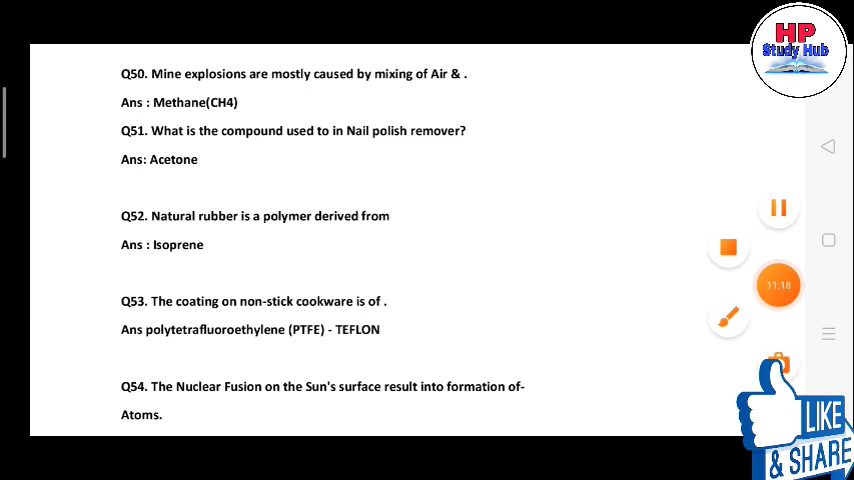 HP
Study Hub
Q50. Mine explosions are mostly caused by mixing of Air & .
Ans : Methane(CH4)
Q51. What is the compound used to in Nail polish remover?
Ans: Acetone
Q52. Natural rubber is a polymer derived from
Ans : Isoprene
Q53. The coating on non-stick cookware is of .
Ans polytetrafluoroethylene (PTFE) - TEFLON
Q54. The Nuclear Fusion on the Sun's surface result into formation of-
Atoms.
11:18
LIKE
& SHARE